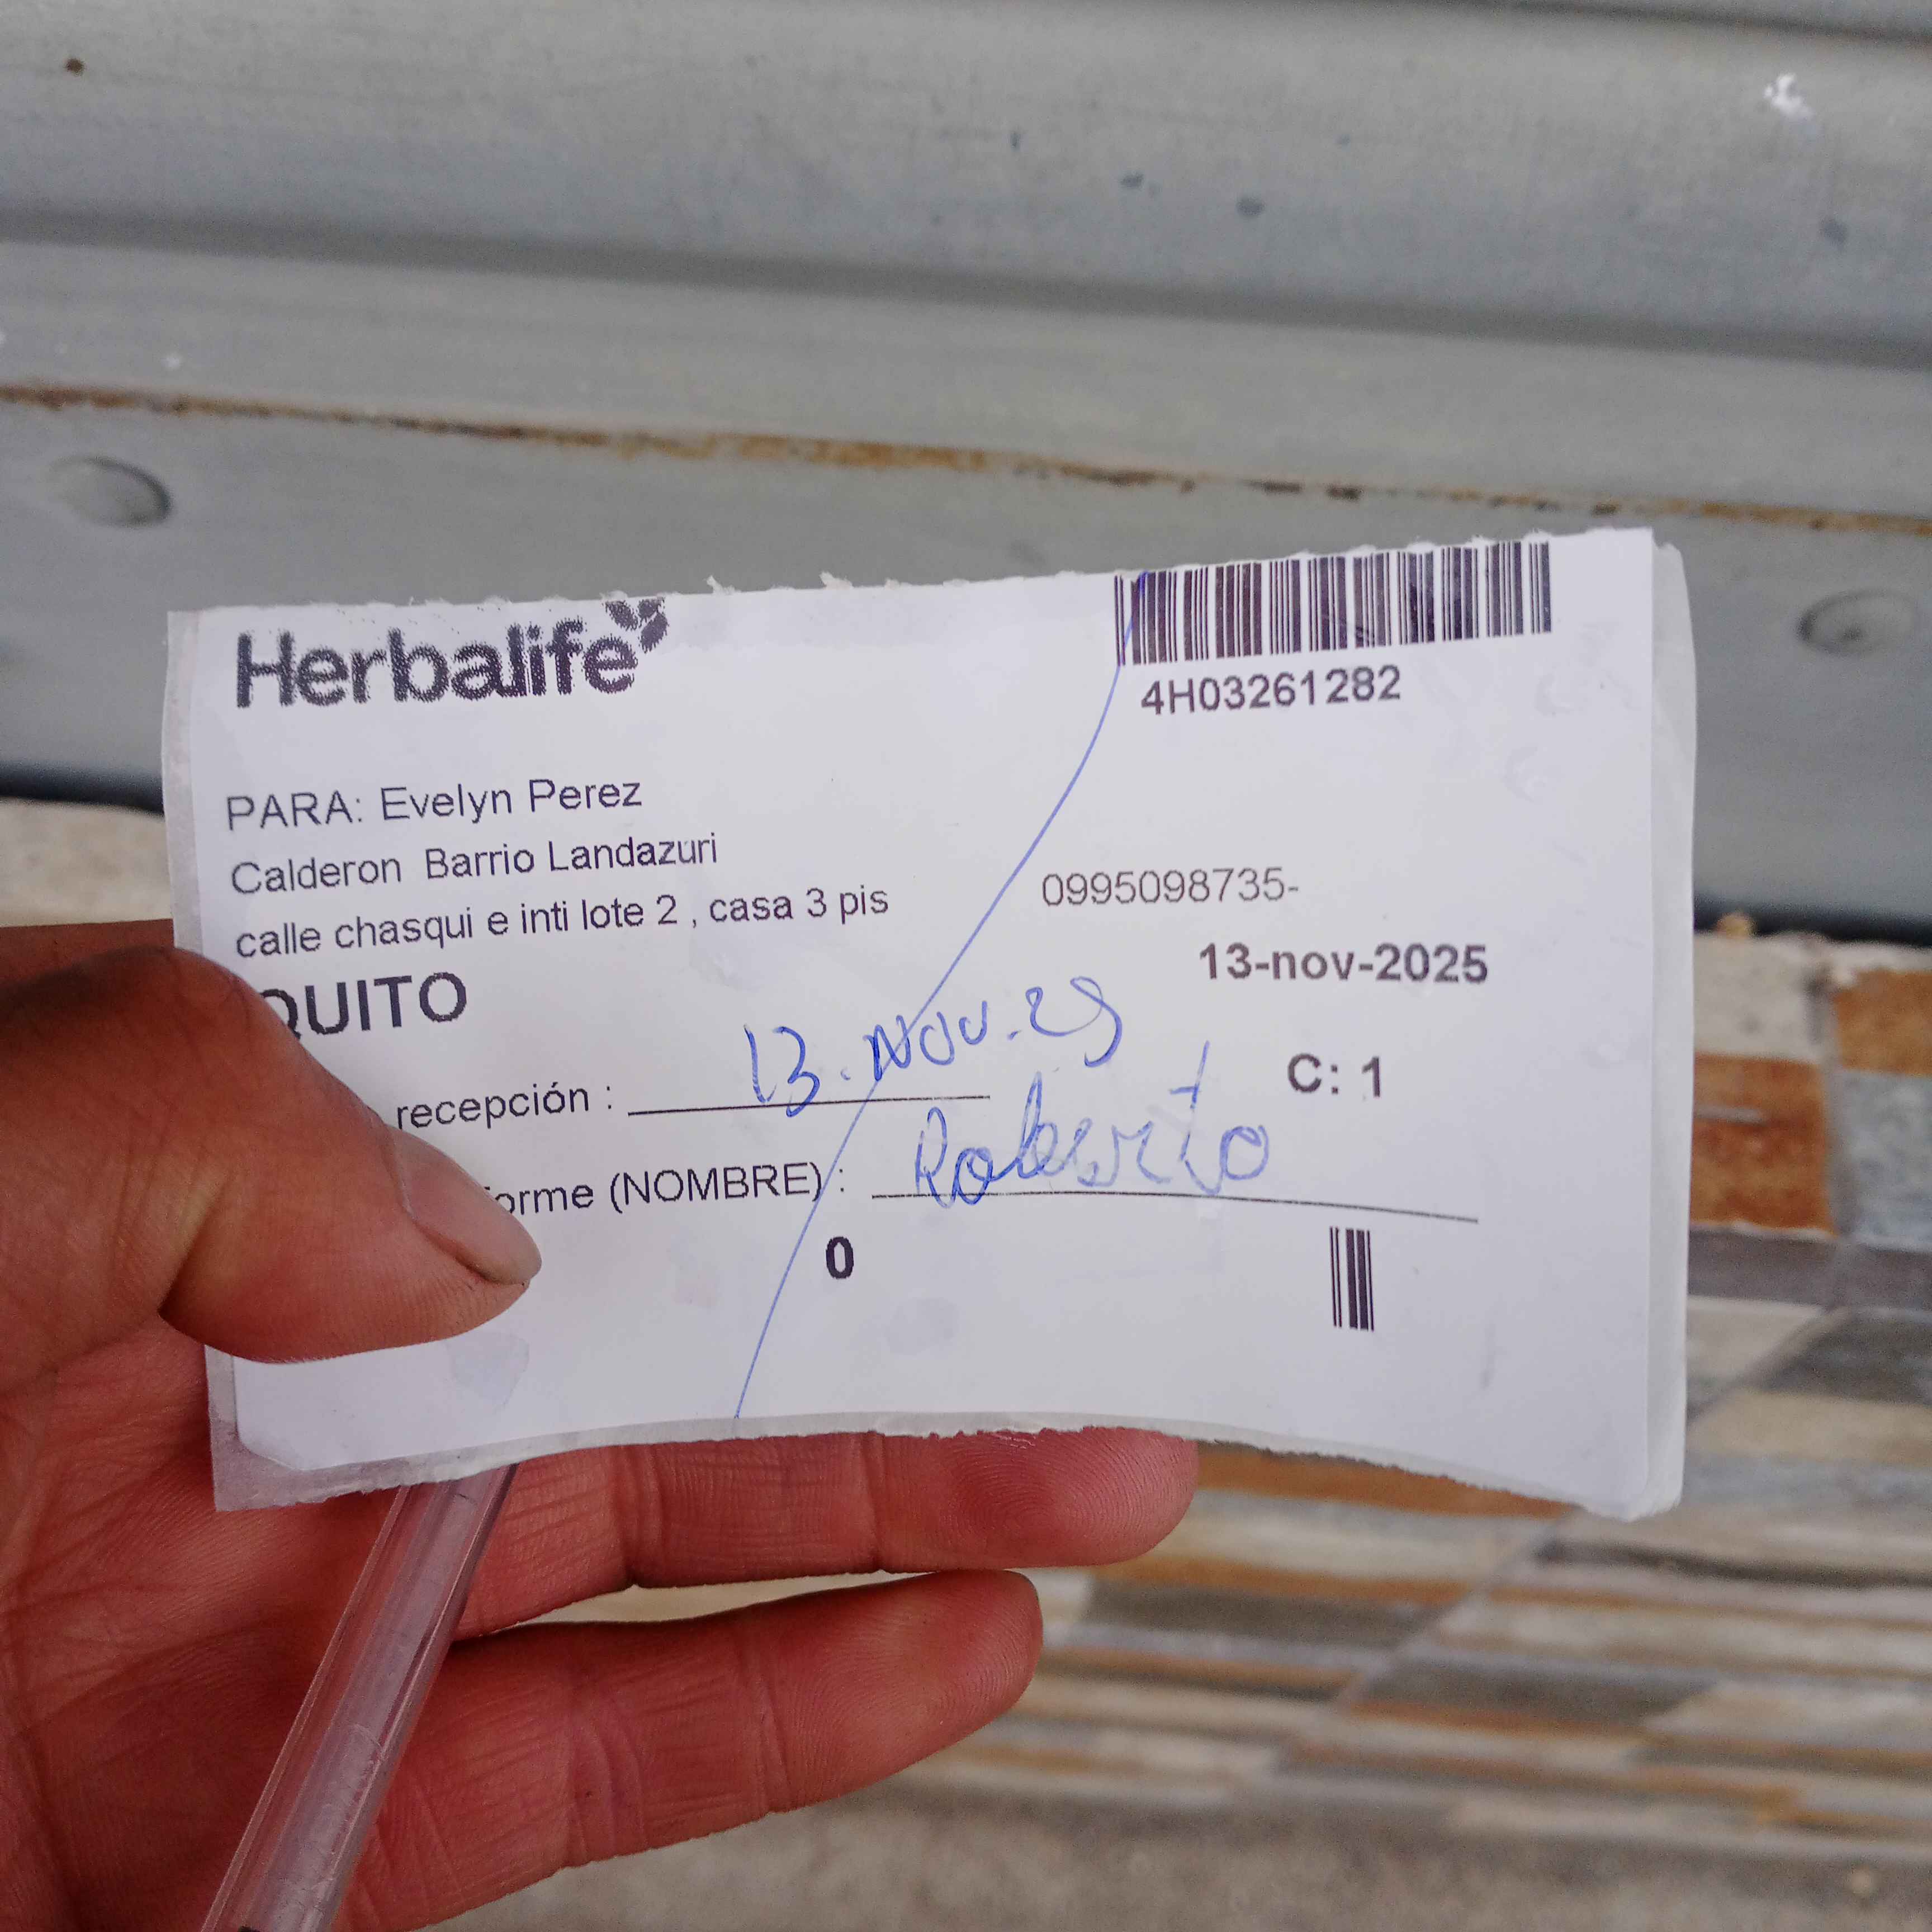 Herbalife
4H03261282
PARA: Evelyn Perez
Calderon Barrio Landazuri
calle chasqui e inti lote 2 , casa 3 pis
0995098735-
QUITO
13-nov-2025
recepción : 13. Nov. 25
C: 1
orme (NOMBRE) : Roberto
0